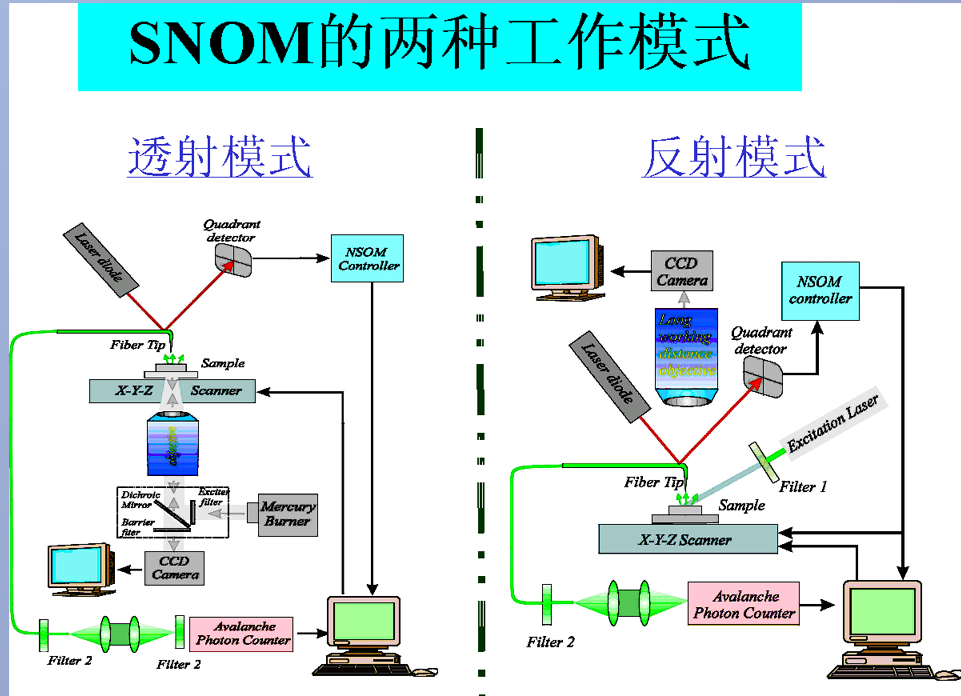 SNOM的两种工作模式
透射模式
Laser diode
Quadrant
detector
NSOM
Controller
Fiber Tip
Sample
X-Y-Z Scanner
Dichroic
Mirror
Exciter
filter
Barrier
filter
Mercury
Burner
CCD
Camera
Filter 2
Filter 2
Avalanche
Photon Counter
反射模式
CCD
Camera
NSOM
controller
Long
working
distance
objective
Quadrant
detector
Laser diode
Excitation Laser
Filter 1
Fiber Tip
Sample
X-Y-Z Scanner
Filter 2
Avalanche
Photon Counter